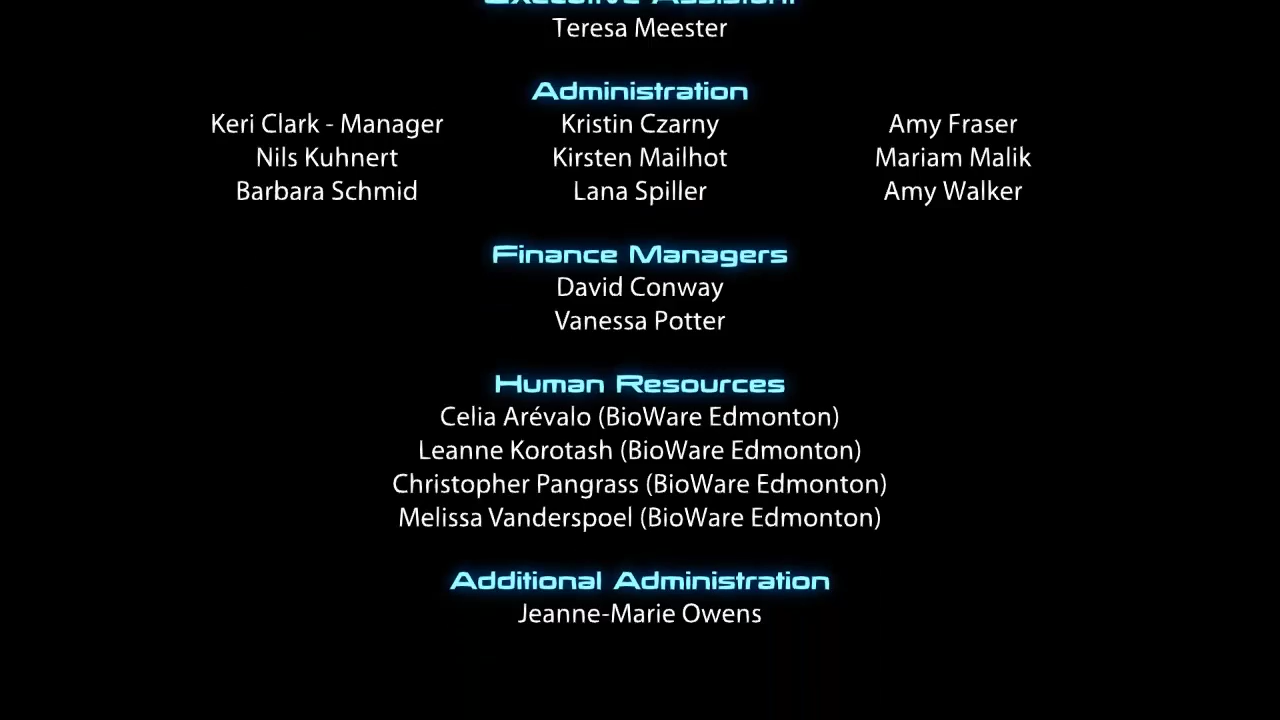 Executive Assistant
Teresa Meester
Administration
Keri Clark - Manager Kristin Czarny Amy Fraser
Nils Kuhnert Kirsten Mailhot Mariam Malik
Barbara Schmid Lana Spiller Amy Walker
Finance Managers
David Conway
Vanessa Potter
Human Resources
Celia Arévalo (BioWare Edmonton)
Leanne Korotash (BioWare Edmonton)
Christopher Pangrass (BioWare Edmonton)
Melissa Vanderspoel (BioWare Edmonton)
Additional Administration
Jeanne-Marie Owens